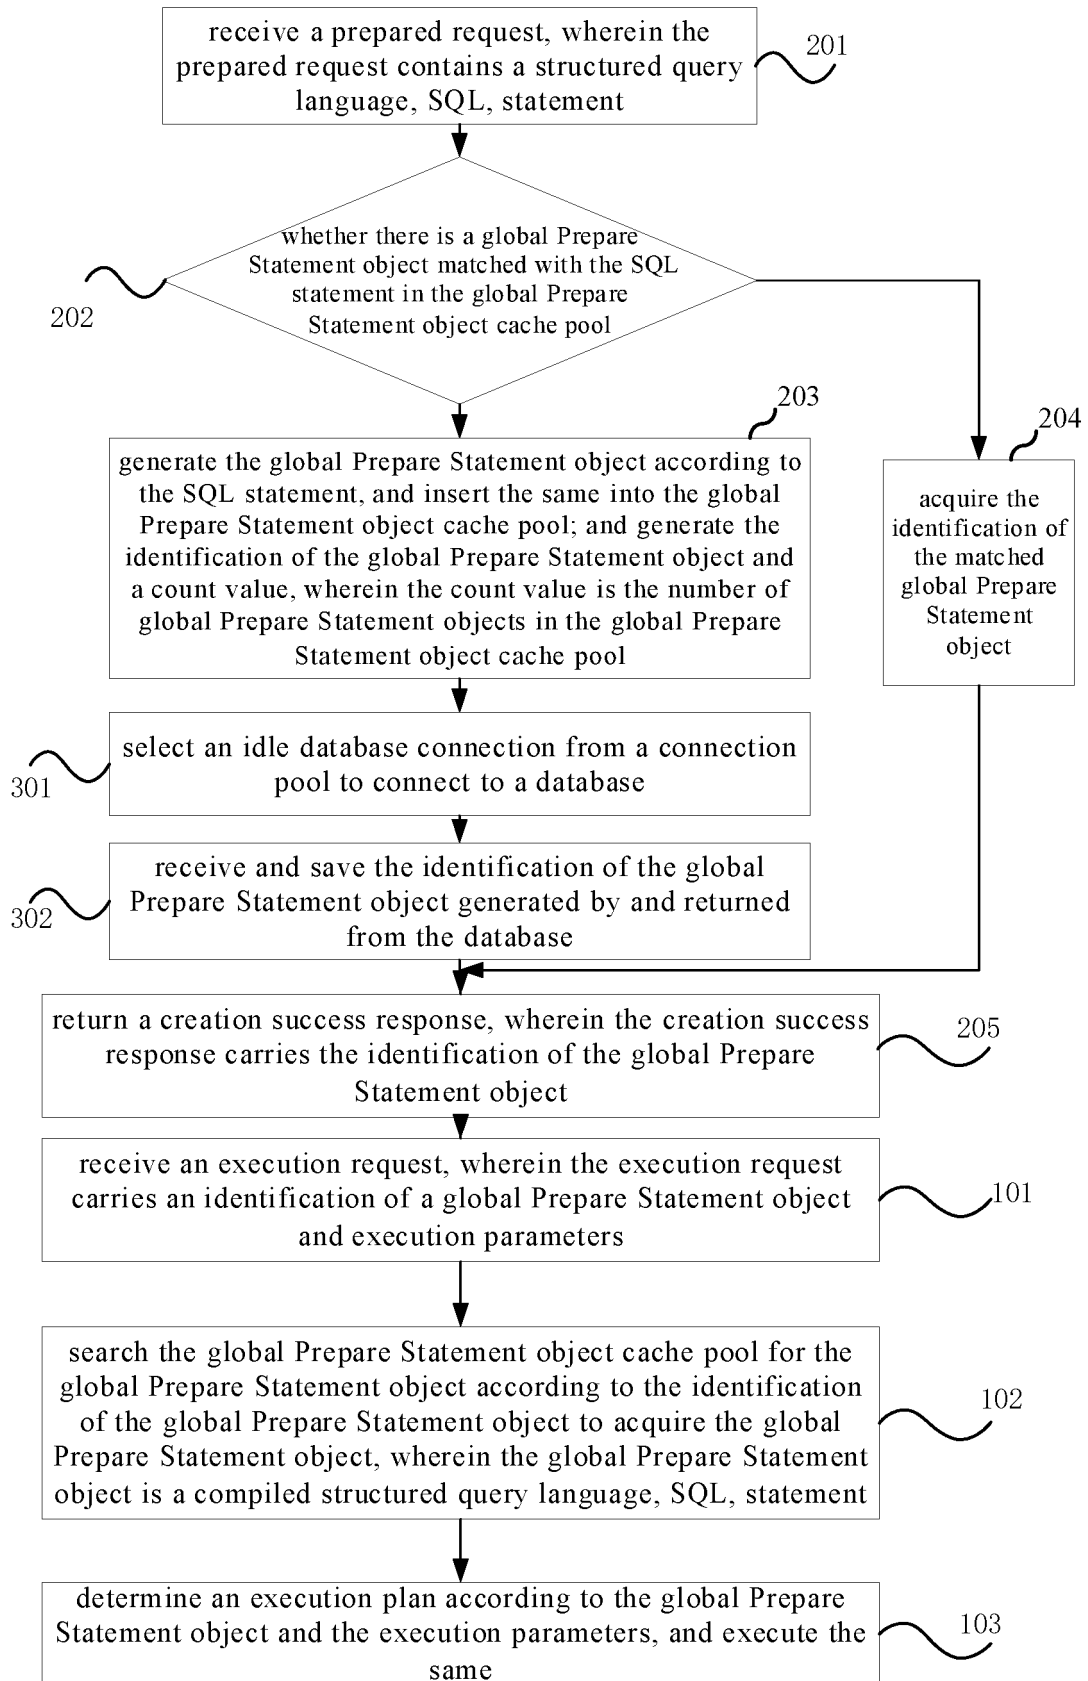 receive a prepared request, wherein the
prepared request contains a structured query
language, SQL, statement
201
whether there is a global Prepare
Statement object matched with the SQL
statement in the global Prepare
Statement object cache pool
202
203
generate the global Prepare Statement object according to
the SQL statement, and insert the same into the global
Prepare Statement object cache pool; and generate the
identification of the global Prepare Statement object and
a count value, wherein the count value is the number of
global Prepare Statement objects in the global Prepare
Statement object cache pool
204
acquire the
identification of
the matched
global Prepare
Statement
object
select an idle database connection from a connection
pool to connect to a database
301
receive and save the identification of the global
Prepare Statement object generated by and returned
from the database
302
return a creation success response, wherein the creation success
response carries the identification of the global Prepare
Statement object
205
receive an execution request, wherein the execution request
carries an identification of a global Prepare Statement object
and execution parameters
101
search the global Prepare Statement object cache pool for the
global Prepare Statement object according to the identification
of the global Prepare Statement object to acquire the global
Prepare Statement object, wherein the global Prepare Statement
object is a compiled structured query language, SQL, statement
102
determine an execution plan according to the global Prepare
Statement object and the execution parameters, and execute the
same
103